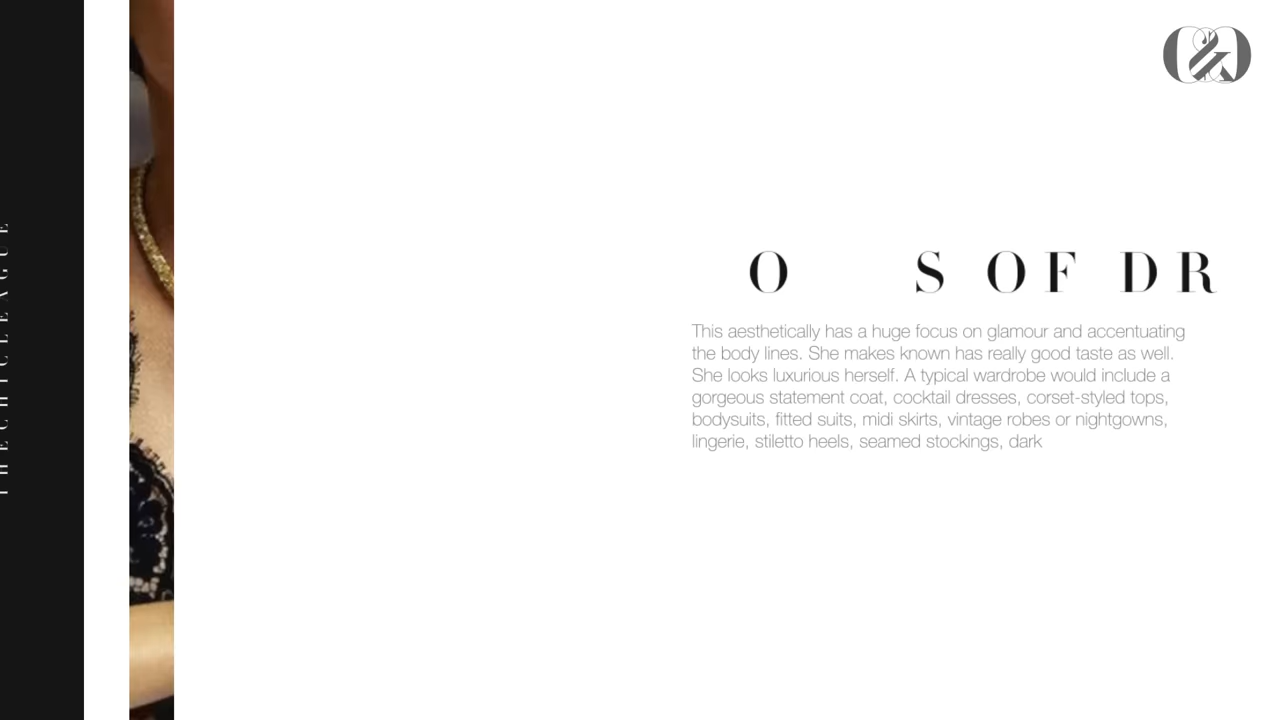 THECHICLEAGUE
O S OF DR
This aesthetically has a huge focus on glamour and accentuating
the body lines. She makes known has really good taste as well.
She looks luxurious herself. A typical wardrobe would include a
gorgeous statement coat, cocktail dresses, corset-styled tops,
bodysuits, fitted suits, midi skirts, vintage robes or nightgowns,
lingerie, stiletto heels, seamed stockings, dark